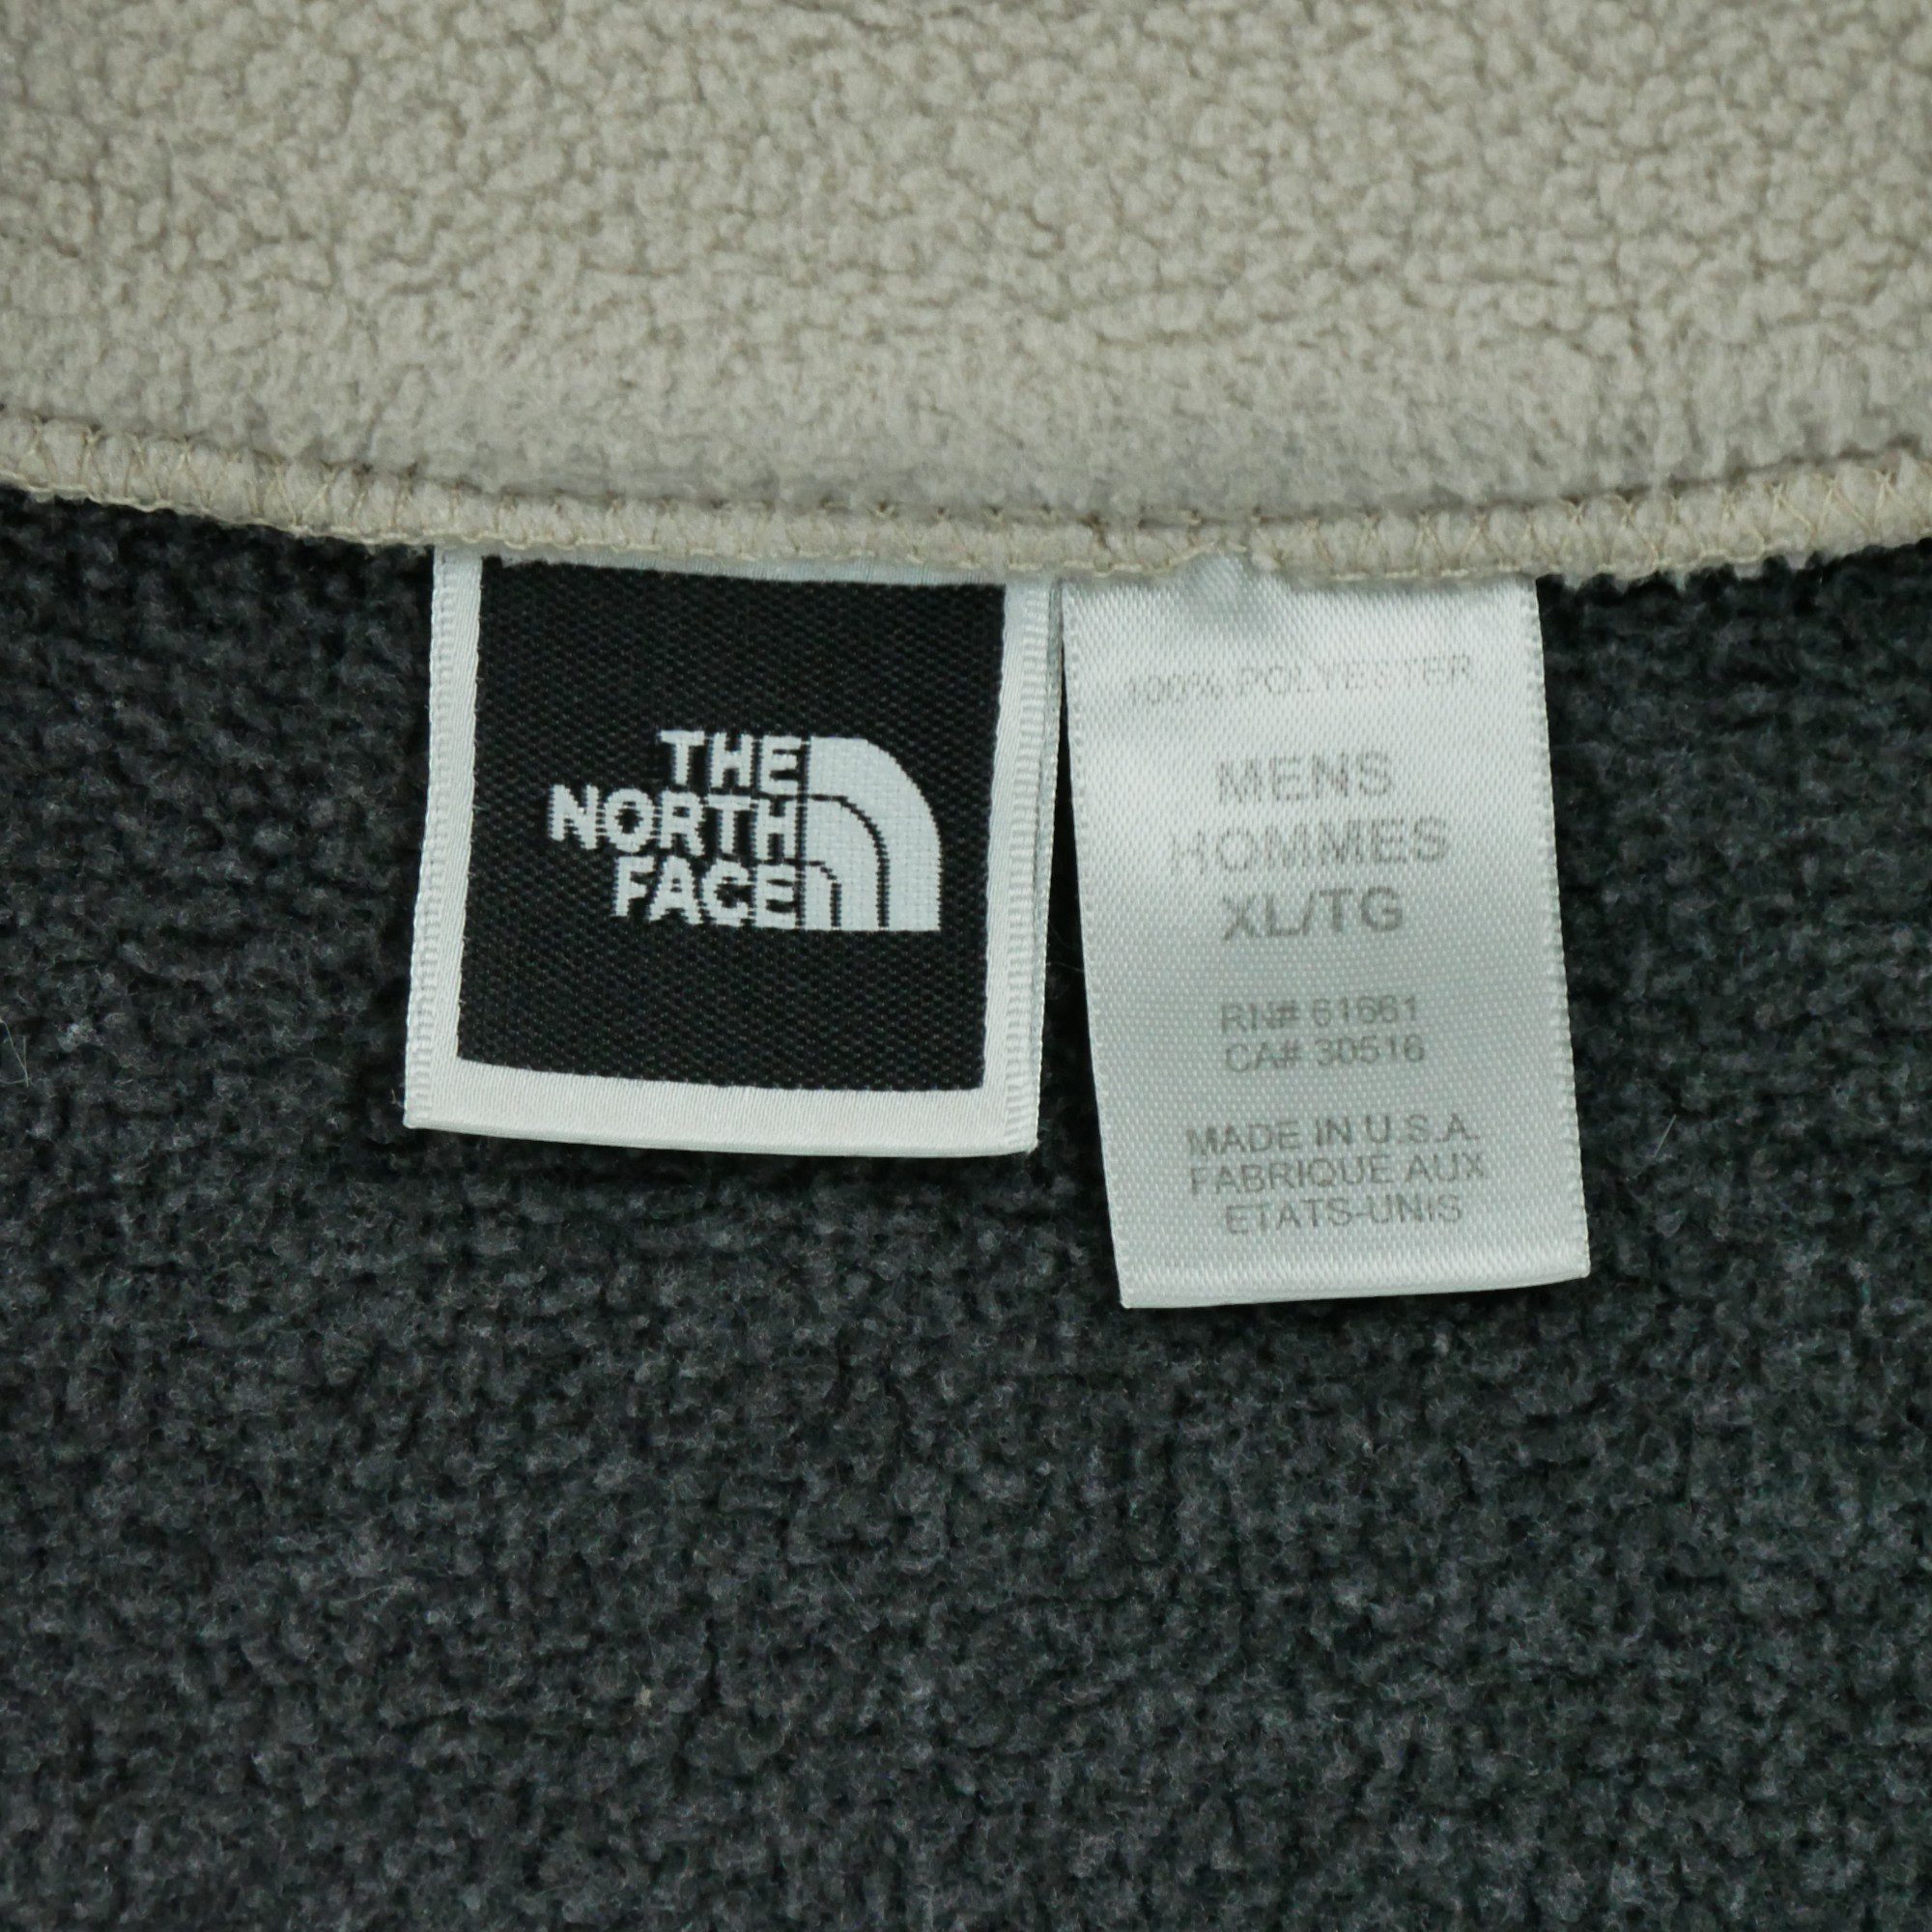 THE
NORTH
FACE
100% POLYESTER
MENS
HOMMES
XL/TG
RN# 61661
CA# 30516
MADE IN U.S.A.
FABRIQUE AUX
ETATS-UNIS